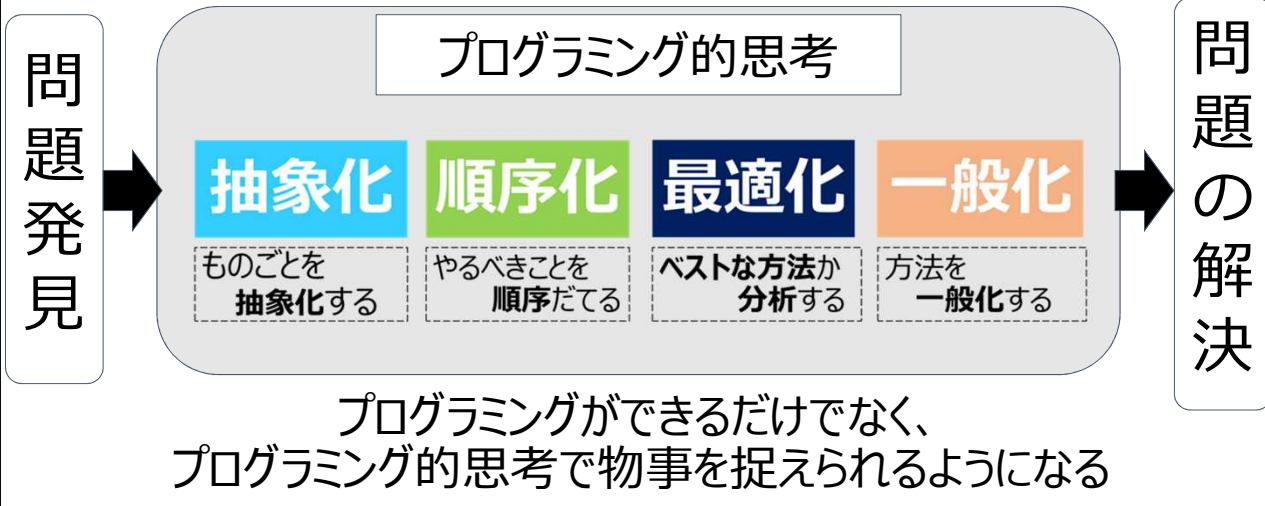 問題発見
プログラミング的思考
抽象化
ものごとを
抽象化する
順序化
やるべきことを
順序だてる
最適化
ベストな方法か
分析する
一般化
方法を
一般化する
問題の解決
プログラミングができるだけでなく、
プログラミング的思考で物事を捉えられるようになる